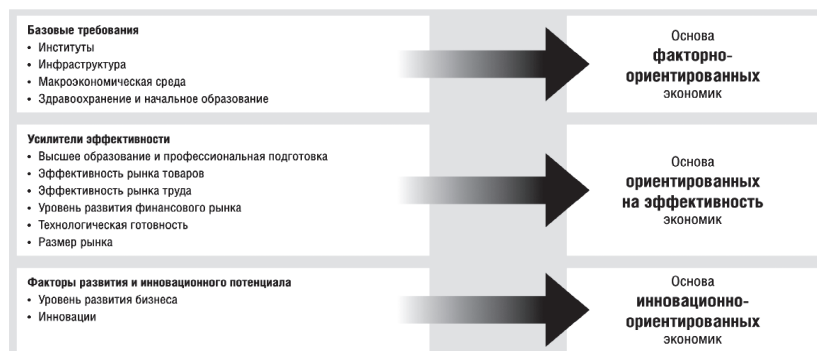 Базовые требования
• Институты
• Инфраструктура
• Макроэкономическая среда
• Здравоохранение и начальное образование
Основа
факторно-
ориентированных
экономик
Усилители эффективности
• Высшее образование и профессиональная подготовка
• Эффективность рынка товаров
• Эффективность рынка труда
• Уровень развития финансового рынка
• Технологическая готовность
• Размер рынка
Основа
ориентированных
на эффективность
экономик
Факторы развития и инновационного потенциала
• Уровень развития бизнеса
• Инновации
Основа
инновационно-
ориентированных
экономик